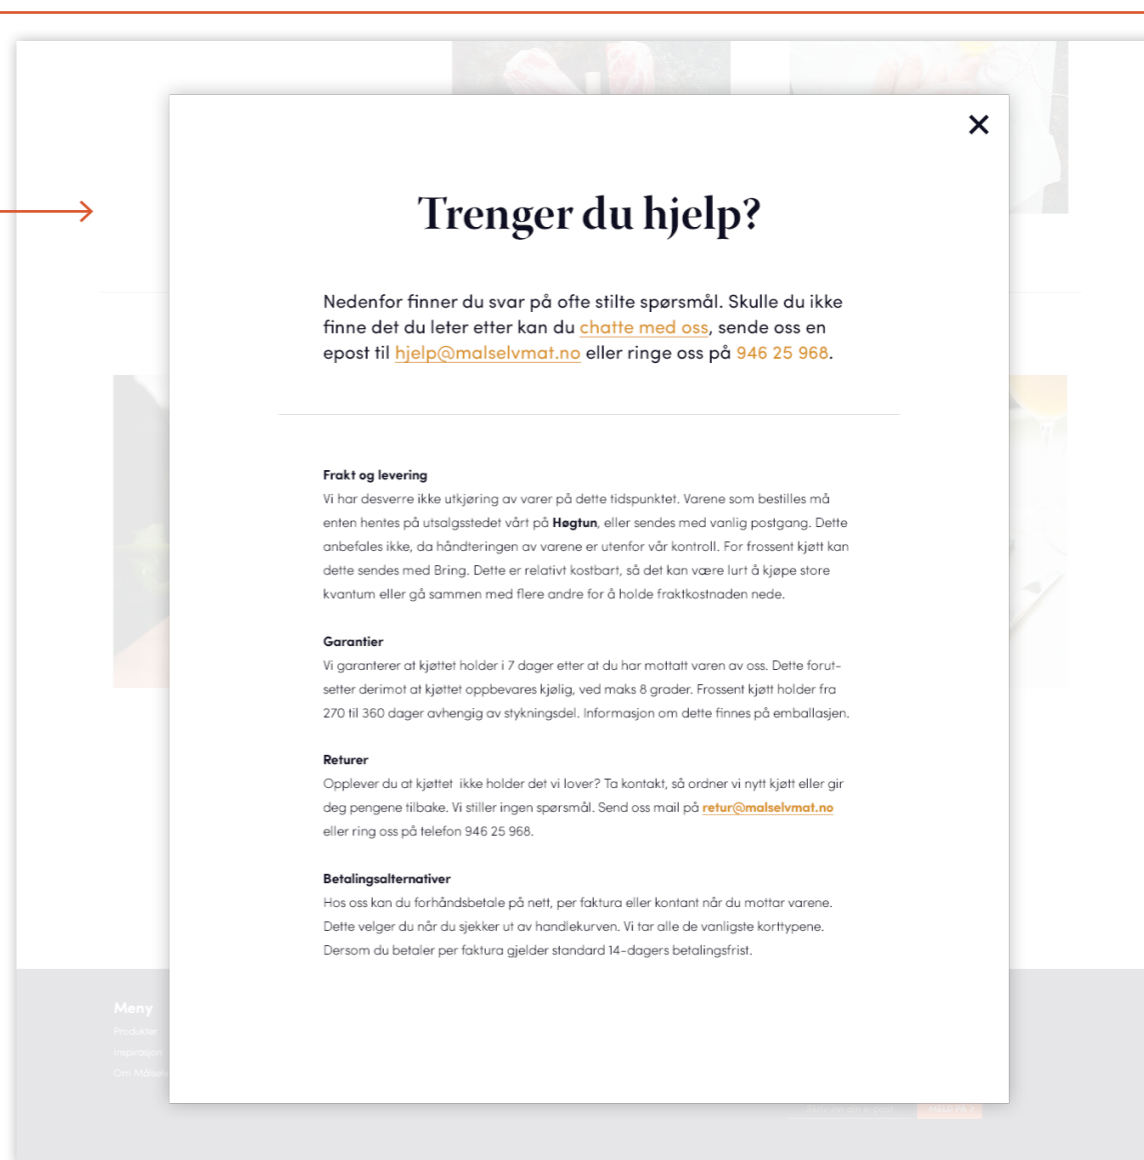 Trenger du hjelp?
Nedenfor finner du svar på ofte stilte spørsmål. Skulle du ikke
finne det du leter etter kan du chatte med oss, sende oss en
epost til hjelp@malselvmat.no eller ringe oss på 946 25 968.
Frakt og levering
Vi har desverre ikke utkjøring av varer på dette tidspunktet. Varene som bestilles må
enten hentes på utsalgsstedet vårt på Høgtun, eller sendes med vanlig postgang. Dette
anbefales ikke, da håndteringen av varene er utenfor vår kontroll. For frossent kjøtt kan
dette sendes med Bring. Dette er relativt kostbart, så det kan være lurt å kjøpe store
kvantum eller gå sammen med flere andre for å holde fraktkostnaden nede.
Garantier
Vi garanterer at kjøttet holder i 7 dager etter at du har mottatt varen av oss. Dette forut-
setter derimot at kjøttet oppbevares kjølig, ved maks 8 grader. Frossent kjøtt holder fra
270 til 360 dager avhengig av stykningsdel. Informasjon om dette finnes på emballasjen.
Returer
Opplever du at kjøttet ikke holder det vi lover? Ta kontakt, så ordner vi nytt kjøtt eller gir
deg pengene tilbake. Vi stiller ingen spørsmål. Send oss mail på retur@malselvmat.no
eller ring oss på telefon 946 25 968.
Betalingsalternativer
Hos oss kan du forhåndsbetale på nett, per faktura eller kontant når du mottar varene.
Dette velger du når du sjekker ut av handlekurven. Vi tar alle de vanligste korttypene.
Dersom du betaler per faktura gjelder standard 14-dagers betalingsfrist.
Meny
Produkter
Inspirasjon
Om Målselv
MELD PÅ